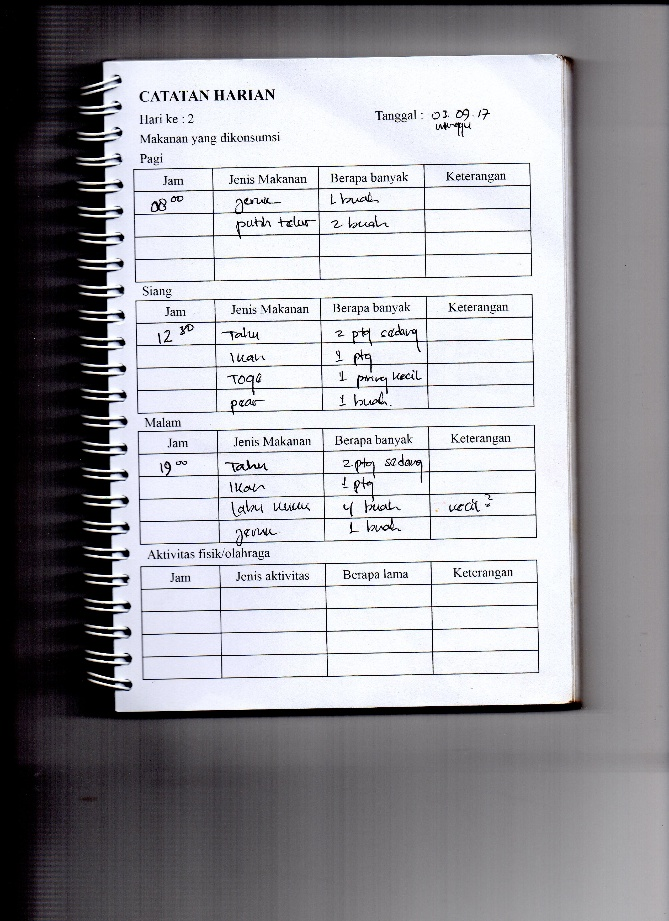 CATATAN HARIAN
Hari ke : 2 Tanggal : 03.09.17
minggu
Makanan yang dikonsumsi
Pagi
Jam Jenis Makanan Berapa banyak Keterangan
08 00 jeruk 1 buah
putih telur 2 buah
Siang
Jam Jenis Makanan Berapa banyak Keterangan
12 30 Tahu 2 ptg sedang
Ikan 1 ptg
Toge 1 piring kecil
pear 1 buah.
Malam
Jam Jenis Makanan Berapa banyak Keterangan
19 00 Tahu 2 ptg sedang
Ikan 1 ptg
labu 4 buah kecil 2
jeruk 1 buah
Aktivitas fisik/olahraga
Jam Jenis aktivitas Berapa lama Keterangan